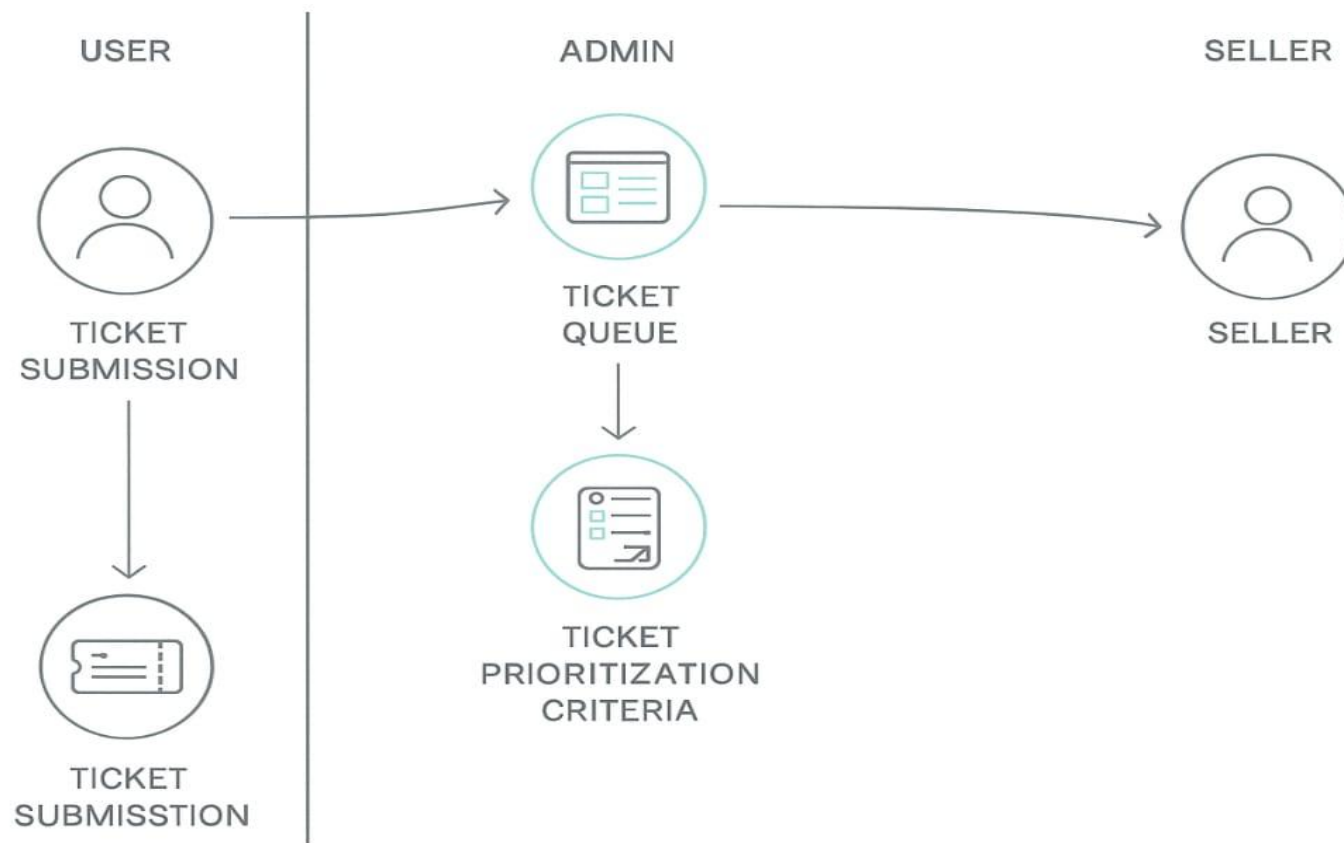 USER
ADMIN
SELLER
TICKET
SUBMISSION
TICKET
QUEUE
SELLER
TICKET
PRIORITIZATION
CRITERIA
TICKET
SUBMISSTION